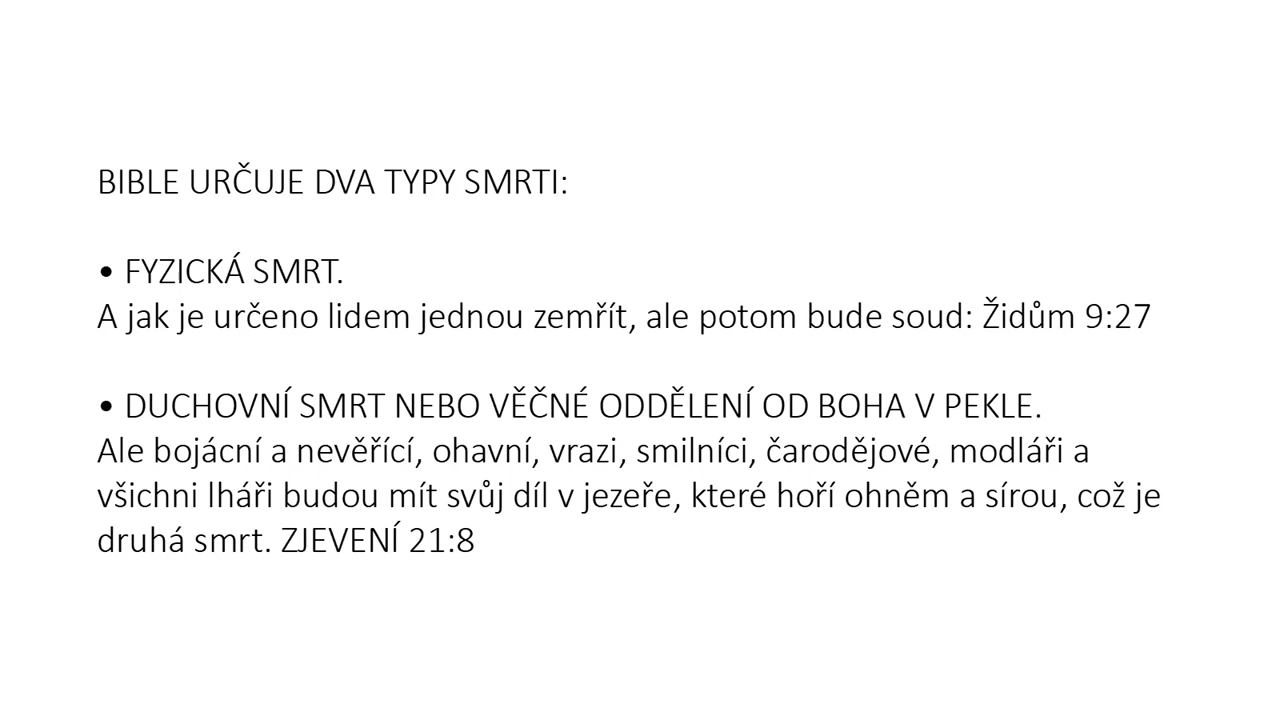 BIBLE URČUJE DVA TYPY SMRTI:
• FYZICKÁ SMRT.
A jak je určeno lidem jednou zemřít, ale potom bude soud: Židům 9:27
• DUCHOVNÍ SMRT NEBO VĚČNÉ ODDĚLENÍ OD BOHA V PEKLE.
Ale bojácní a nevěřící, ohavní, vrazi, smilníci, čarodějové, modláři a
všichni lháři budou mít svůj díl v jezeře, které hoří ohněm a sírou, což je
druhá smrt. ZJEVENÍ 21:8